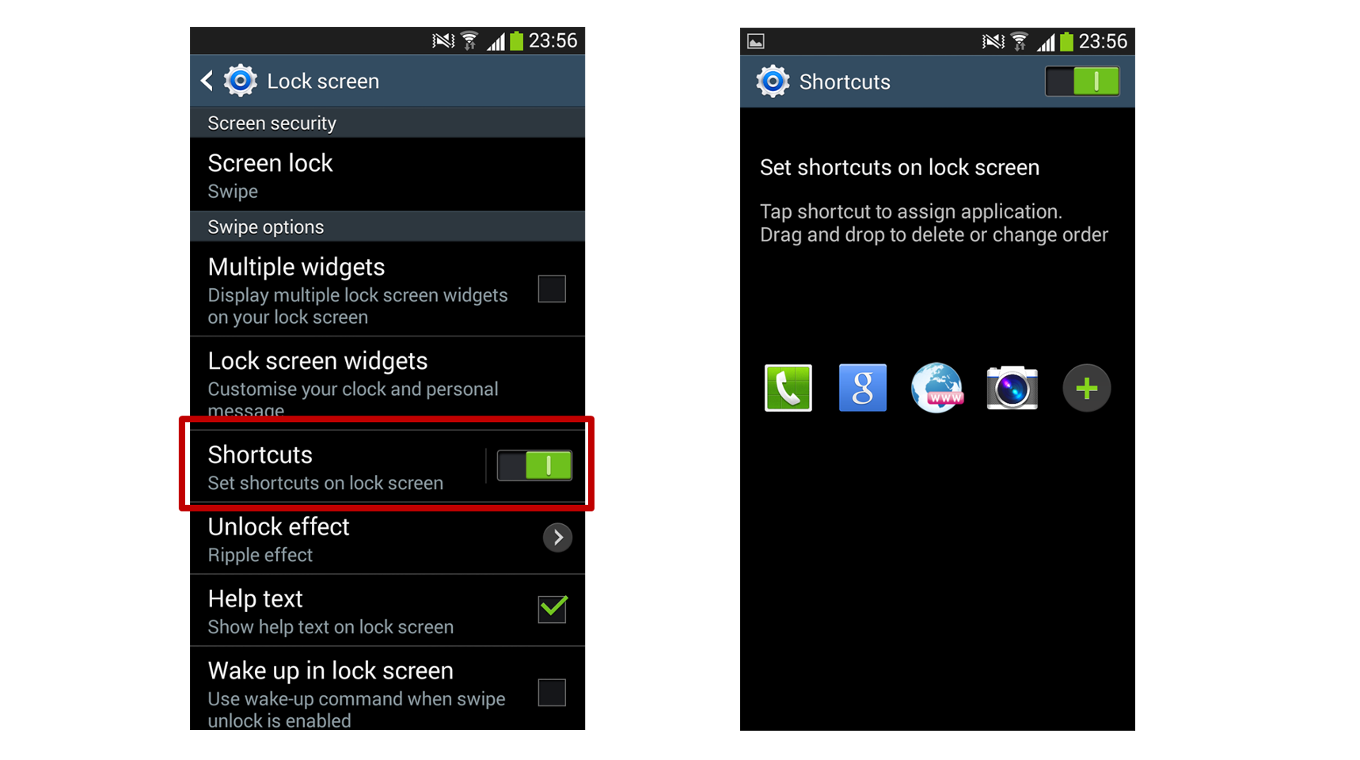 23:56
Lock screen
Screen security
Screen lock
Swipe
Swipe options
Multiple widgets
Display multiple lock screen widgets
on your lock screen
Lock screen widgets
Customise your clock and personal
message
Shortcuts
Set shortcuts on lock screen
Unlock effect
Ripple effect
Help text
Show help text on lock screen
Wake up in lock screen
Use wake-up command when swipe
unlock is enabled
23:56
Shortcuts
Set shortcuts on lock screen
Tap shortcut to assign application.
Drag and drop to delete or change order
g
www